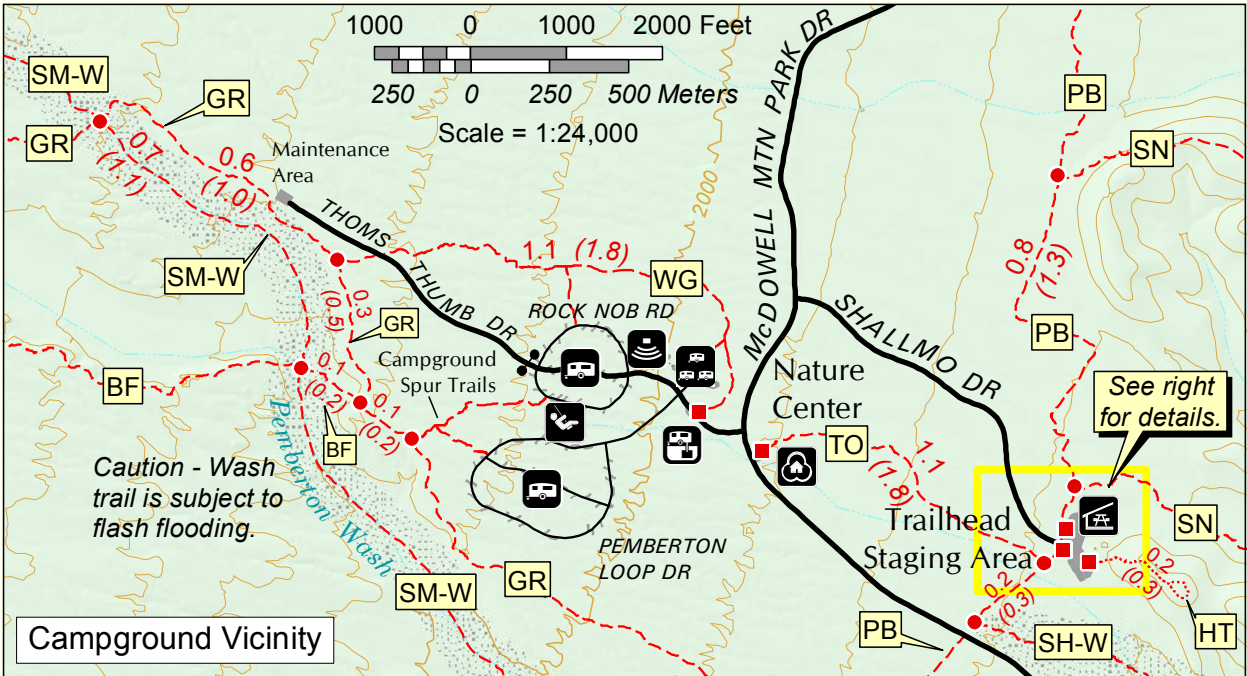 1000 0 1000 2000 Feet
250 0 250 500 Meters
Scale = 1:24,000
SM-W
GR
GR
0.7
(1.1)
0.6
(1.0)
Maintenance
Area
SM-W
THOMS THUMB DR
1.1 (1.8)
WG
2000
McDOWELL MTN PARK DR
PB
SN
0.8
(1.3)
PB
SHALLMO DR
0.3
(0.5)
GR
ROCK NOB RD
Campground
Spur Trails
BF
0.1
(0.2)
BF
0.1
(0.2)
Nature
Center
TO
1.1
(1.8)
See right
for details.
Caution - Wash
trail is subject to
flash flooding.
Pemberton Wash
Trailhead
Staging Area
SN
PEMBERTON
LOOP DR
GR
SM-W
0.2
(0.3)
0.2
(0.3)
HT
PB
SH-W
Campground Vicinity